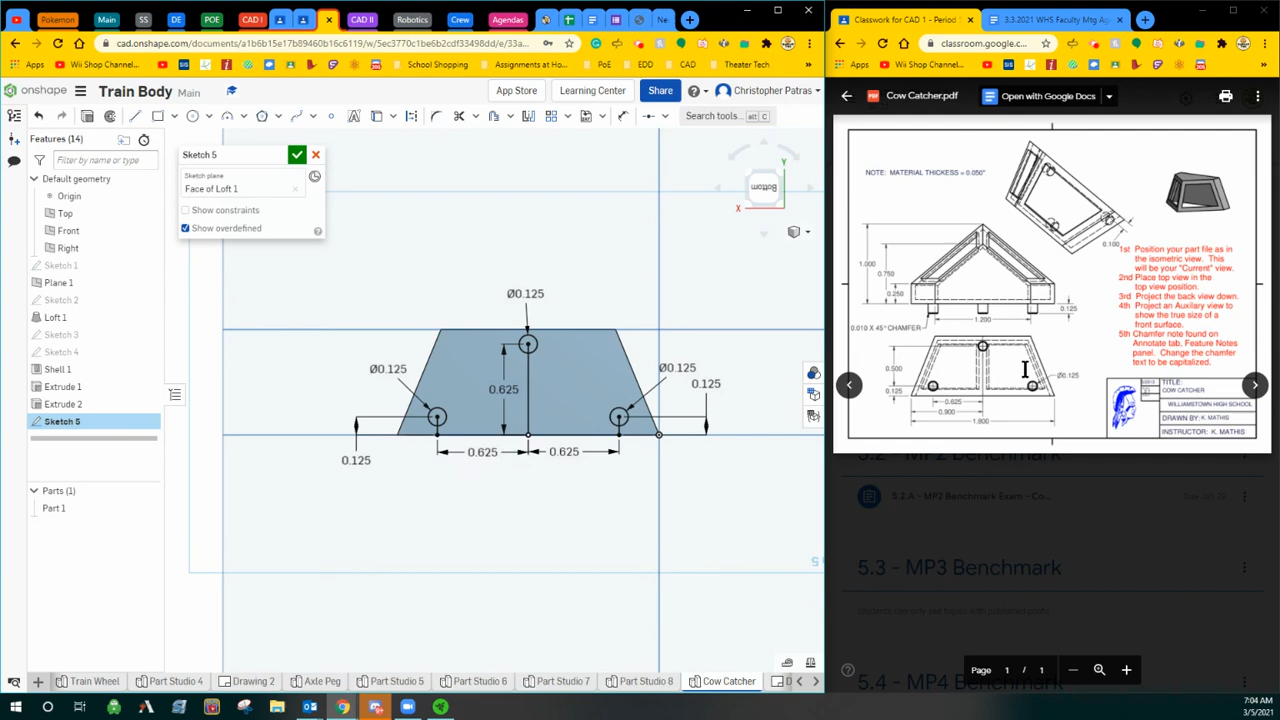 Pokemon Main SS DE POE CAD I CAD II Robotics Crew Agendas Ne
cad.onshape.com/documents/a1b6b15e17b89460b16c6119/w/5ec3770c1be6b2cdf33498dd/e/33a...
Apps Wii Shop Channel... School Shopping Assignments at Ho... PoE EDD CAD Theater Tech
onshape Train Body Main App Store Learning Center Share Christopher Patras
Search tools... alt C
Features (14)
Filter by name or type
Default geometry
Origin
Top
Front
Right
Sketch 1
Plane 1
Sketch 2
Loft 1
Sketch 3
Sketch 4
Shell 1
Extrude 1
Extrude 2
Sketch 5
Parts (1)
Part 1
Sketch 5
Sketch plane
Face of Loft 1
Show constraints
Show overdefined
Bottom
Y
X
Ø0.125
Ø0.125
Ø0.125
0.625
0.125
0.125
0.625
0.625
Train Wheel Part Studio 4 Drawing 2 Axle Peg Part Studio 5 Part Studio 6 Part Studio 7 Part Studio 8 Cow Catcher
Classwork for CAD 1 - Period 3.3.2021 WHS Faculty Mtg Ag
classroom.google.c...
Apps Wii Shop Channel...
Cow Catcher.pdf Open with Google Docs
NOTE: MATERIAL THICKESS = 0.050"
0.100
1.000
0.750
0.250
0.125
1.200
0.010 X 45° CHAMFER
0.500
0.125
Ø0.125
0.625
0.900
1.800
1st Position your part file as in
the isometric view. This
will be your "Current" view.
2nd Place top view in the
top view position.
3rd Project the back view down.
4th Project an Auxilary view to
show the true size of a
front surface.
5th Chamfer note found on
Annotate tab, Feature Notes
panel. Change the chamfer
text to be capitalized.
TITLE:
COW CATCHER
WILLIAMSTOWN HIGH SCHOOL
DRAWN BY: K. MATHIS
INSTRUCTOR: K. MATHIS
5.2 - MP2 Benchmark
5.2.A - MP2 Benchmark Exam - Co...
5.3 - MP3 Benchmark
Students can only see topics with published posts
5.4 - MP4 Benchmark
Page 1 / 1
7:04 AM
3/5/2021